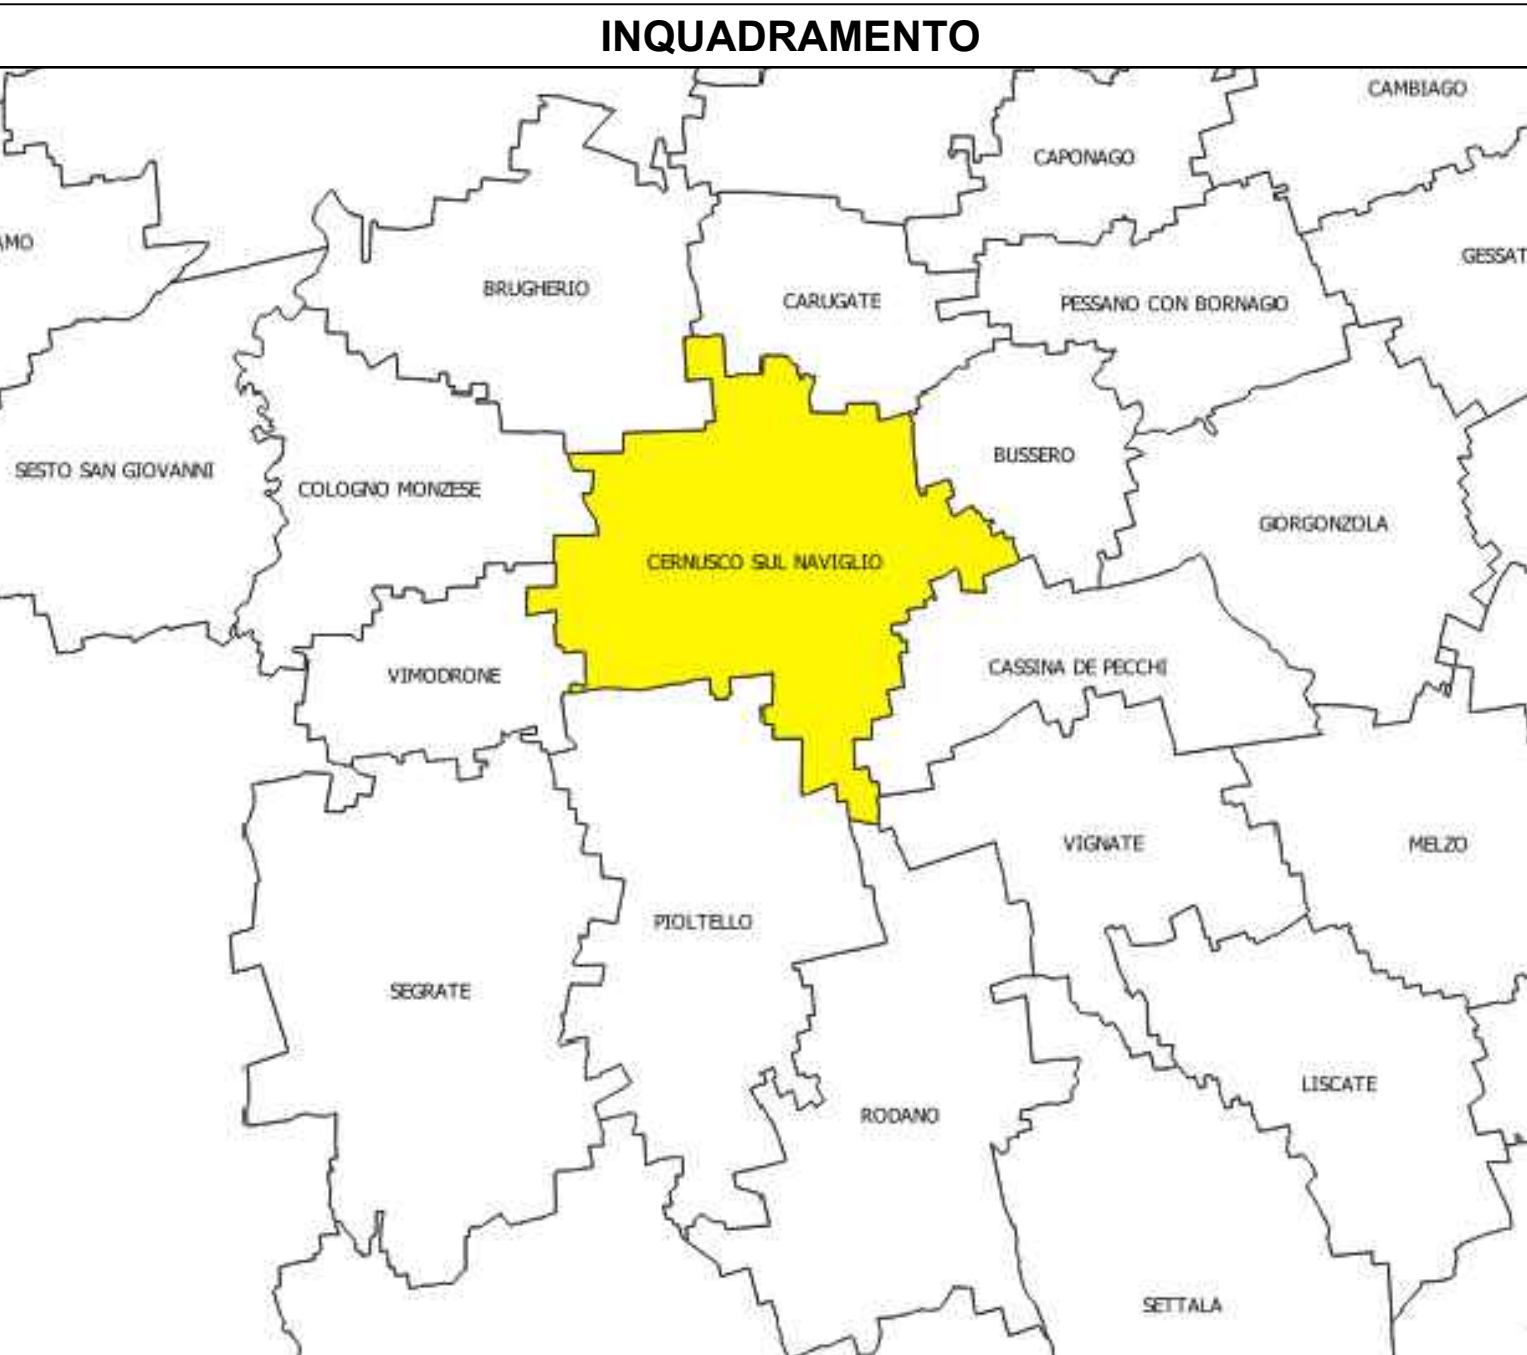 INQUADRAMENTO
CAMBIAGO
CAPONAGO
AMO
GESSAT
BRUGHERIO
CARUGATE
PESSANO CON BORNAGO
BUSSERO
SESTO SAN GIOVANNI
COLOGNO MONZESE
GORGONZOLA
CERNUSCO SUL NAVIGLIO
CASSINA DE PECCHI
VIMODRONE
VIGNATE
MELZO
PIOLTELLO
SEGRATE
LISCATE
RODANO
SETTALA